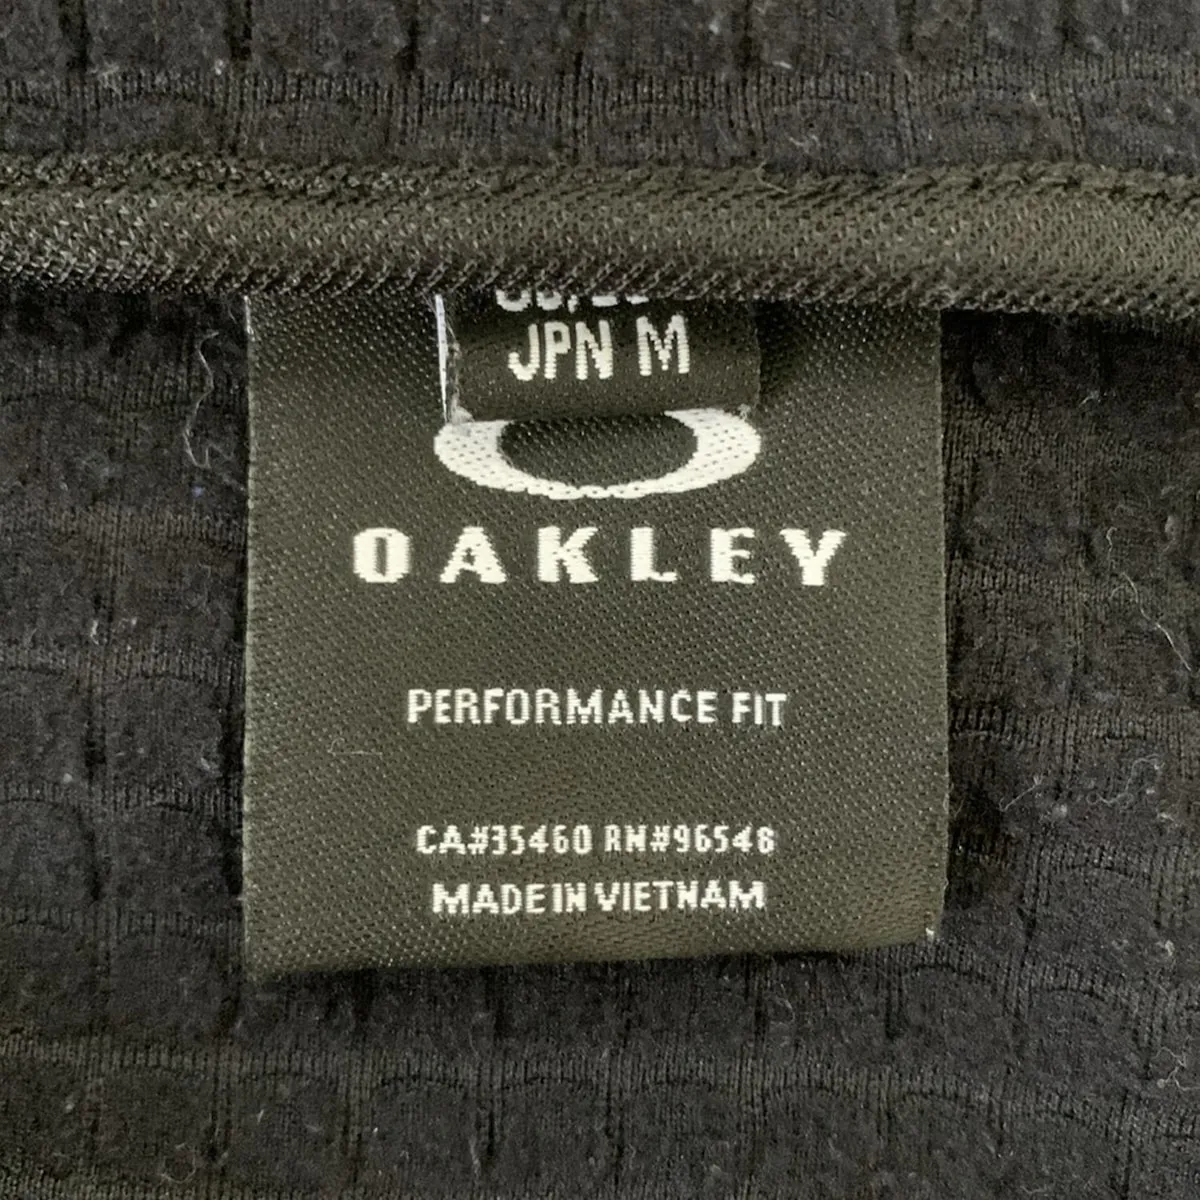 JPN M
OAKLEY
PERFORMANCE FIT
CA#35460 RN#96548
MADE IN VIETNAM